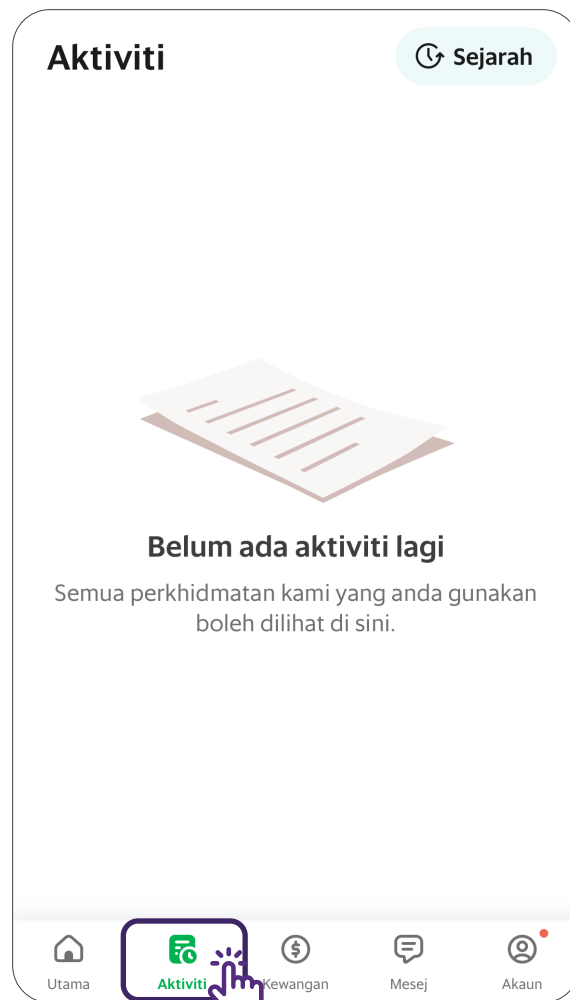 Aktiviti
Sejarah
Belum ada aktiviti lagi
Semua perkhidmatan kami yang anda gunakan
boleh dilihat di sini.
Utama
Aktiviti
Kewangan
Mesej
Akaun